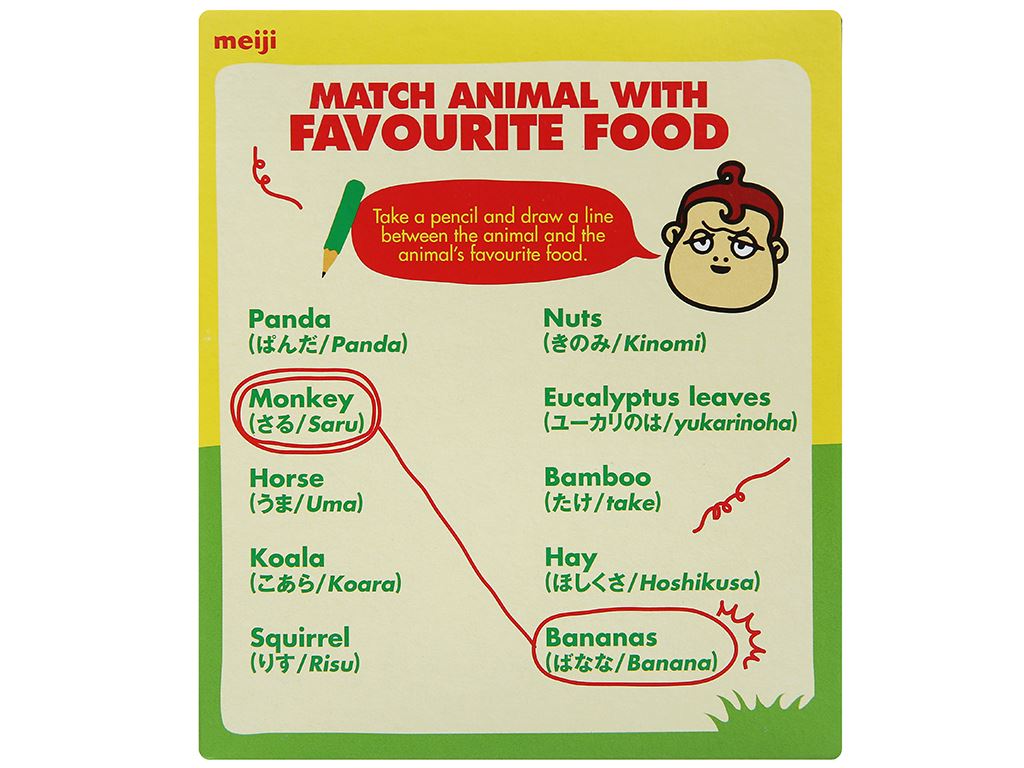 meiji
MATCH ANIMAL WITH
FAVOURITE FOOD
Take a pencil and draw a line
between the animal and the
animal's favourite food.
Panda
(ぱんだ/Panda)
Monkey
(さる/Saru)
Horse
(うま/Uma)
Koala
(こあら/Koara)
Squirrel
(りす/Risu)
Nuts
(きのみ/Kinomi)
Eucalyptus leaves
(ユーカリのは/yukarinoha)
Bamboo
(たけ/take)
Hay
(ほしくさ/Hoshikusa)
Bananas
(ばなな/Banana)